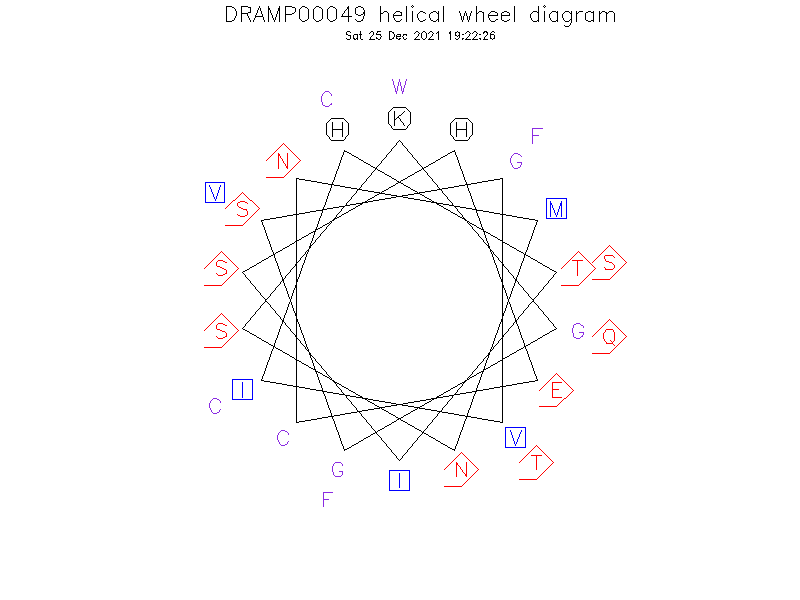 DRAMP00049 helical wheel diagram
Sat 25 Dec 2021 19:22:26
W
C
K
H
H
F
N
G
V
S
M
S
T
S
S
G
Q
I
E
C
C
V
G
I
N
T
F